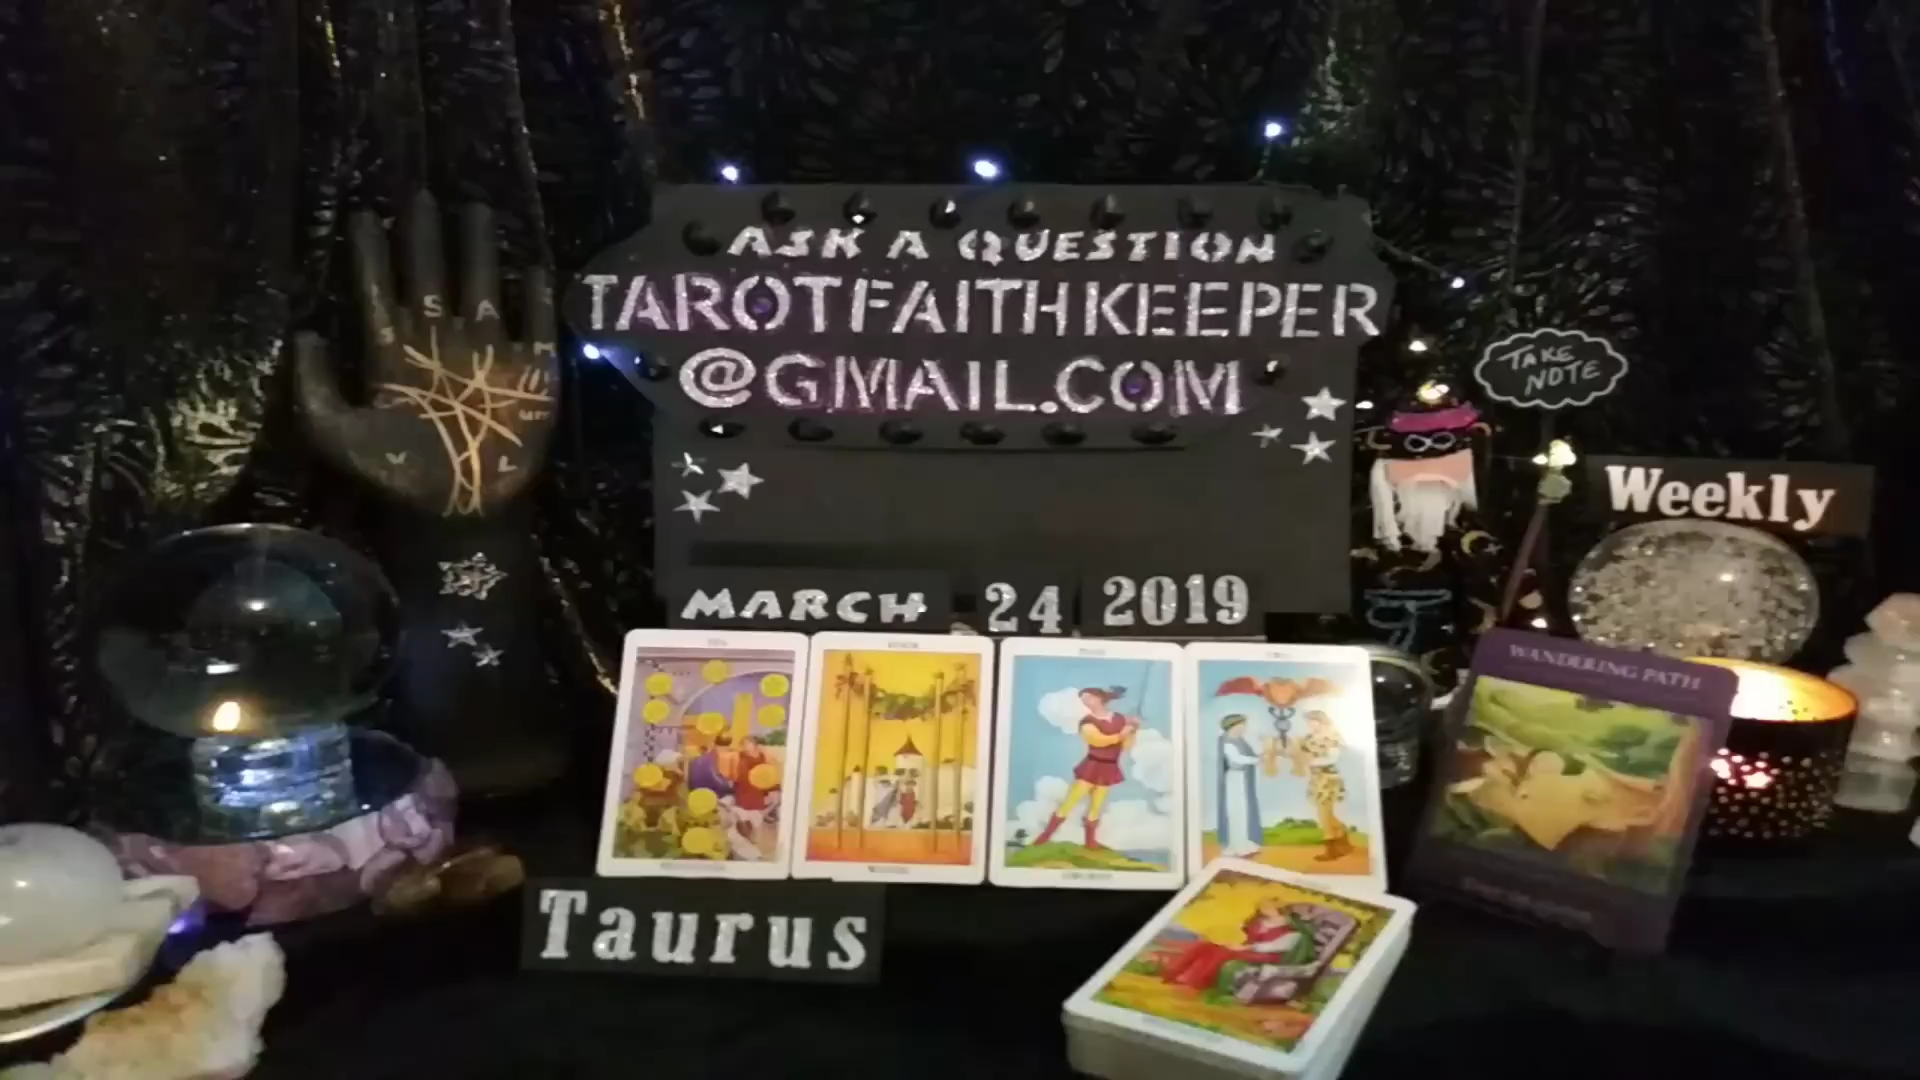 ASK A QUESTION
TAROTFAITHKEEPER
@GMAIL.COM
TAKE
NOTE
Weekly
S A
MARCH 24 2019
WANDERING PATH
Taurus